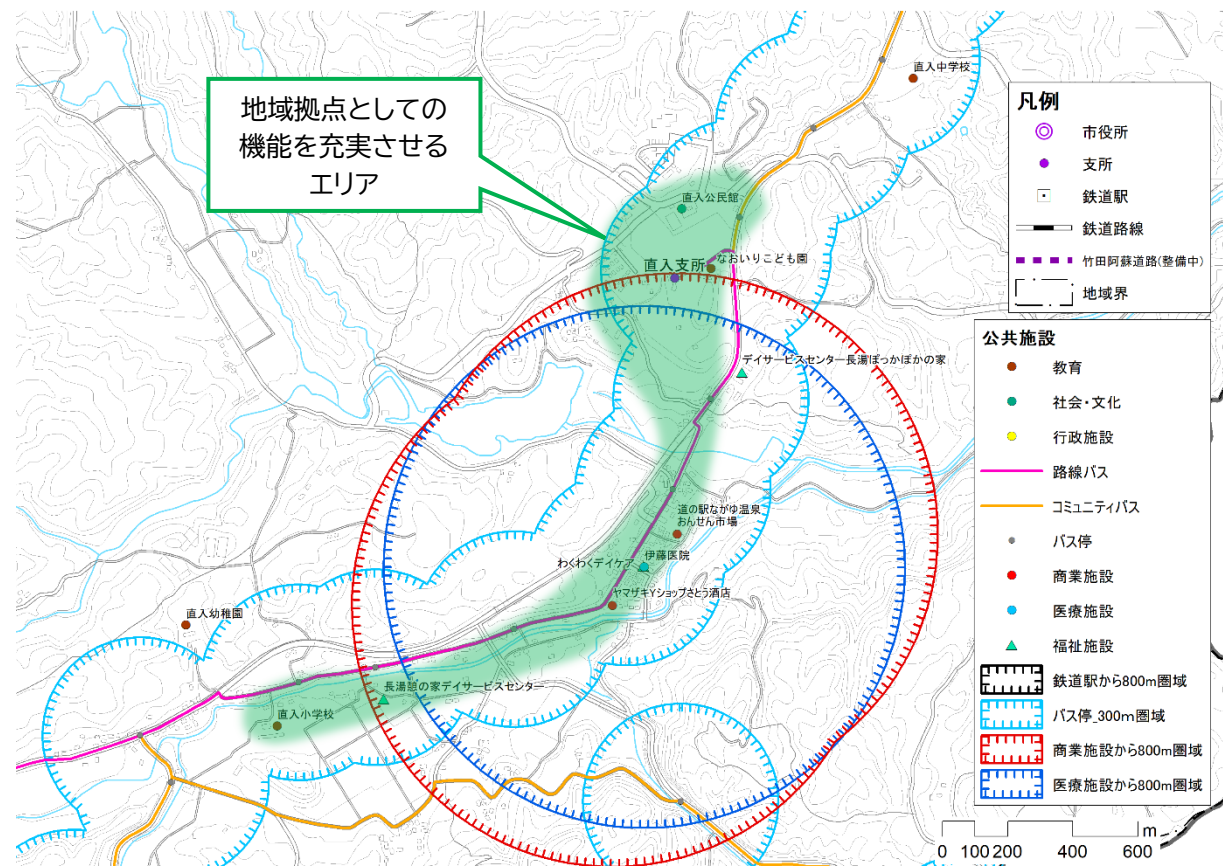 地域拠点としての
機能を充実させる
エリア
直入中学校
直入公民館
なおいりこども園
直入支所
デイサービスセンター長湯ぽっかぽかの家
道の駅ながゆ温泉
おんせん市場
伊藤医院
わくわくデイケア
ヤマザキYショップさとう酒店
直入幼稚園
長湯憩の家デイサービスセンター
直入小学校
凡例
市役所
支所
鉄道駅
鉄道路線
竹田阿蘇道路(整備中)
地域界
公共施設
教育
社会・文化
行政施設
路線バス
コミュニティバス
バス停
商業施設
医療施設
福祉施設
鉄道駅から800m圏域
バス停_300m圏域
商業施設から800m圏域
医療施設から800m圏域
m
0 100 200 400 600